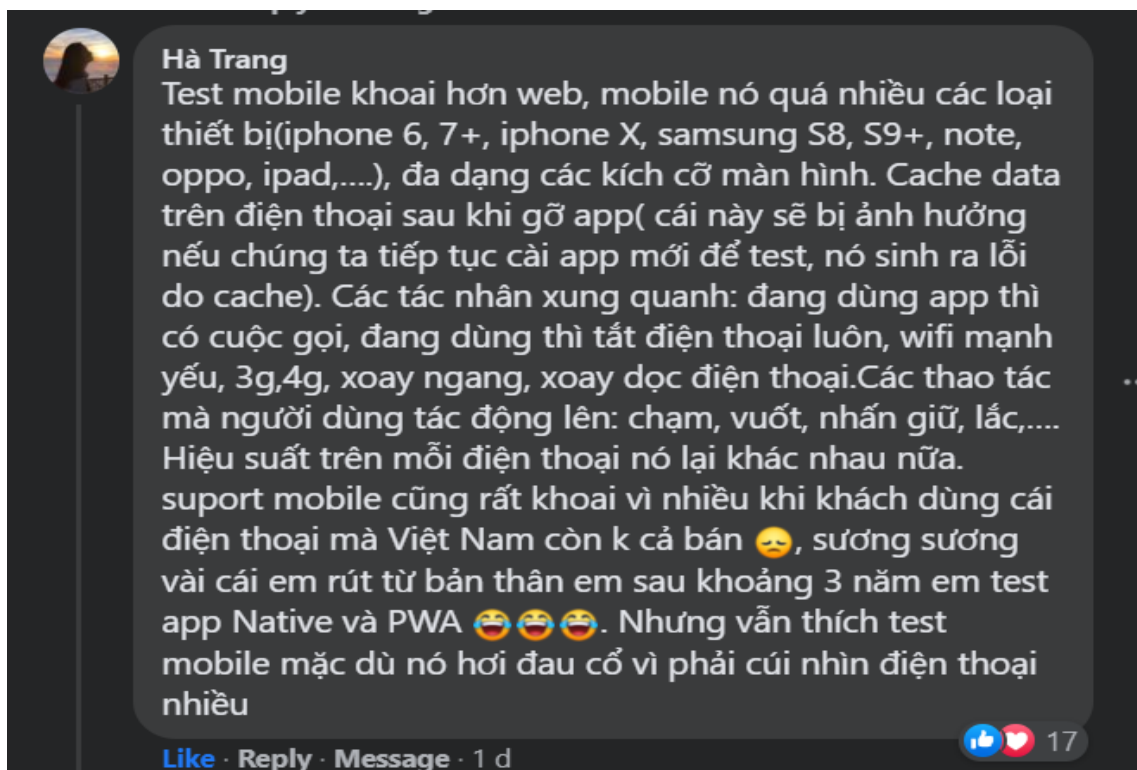 Hà Trang
Test mobile khoai hơn web, mobile nó quá nhiều các loại
thiết bị(iphone 6, 7+, iphone X, samsung S8, S9+, note,
oppo, ipad,....), đa dạng các kích cỡ màn hình. Cache data
trên điện thoại sau khi gỡ app( cái này sẽ bị ảnh hưởng
nếu chúng ta tiếp tục cài app mới để test, nó sinh ra lỗi
do cache). Các tác nhân xung quanh: đang dùng app thì
có cuộc gọi, đang dùng thì tắt điện thoại luôn, wifi mạnh
yếu, 3g,4g, xoay ngang, xoay dọc điện thoại.Các thao tác
mà người dùng tác động lên: chạm, vuốt, nhấn giữ, lắc,....
Hiệu suất trên mỗi điện thoại nó lại khác nhau nữa.
suport mobile cũng rất khoai vì nhiều khi khách dùng cái
điện thoại mà Việt Nam còn k cả bán 😞, sương sương
vài cái em rút từ bản thân em sau khoảng 3 năm em test
app Native và PWA 😂😂😂. Nhưng vẫn thích test
mobile mặc dù nó hơi đau cổ vì phải cúi nhìn điện thoại
nhiều
17
Like · Reply · Message · 1 d